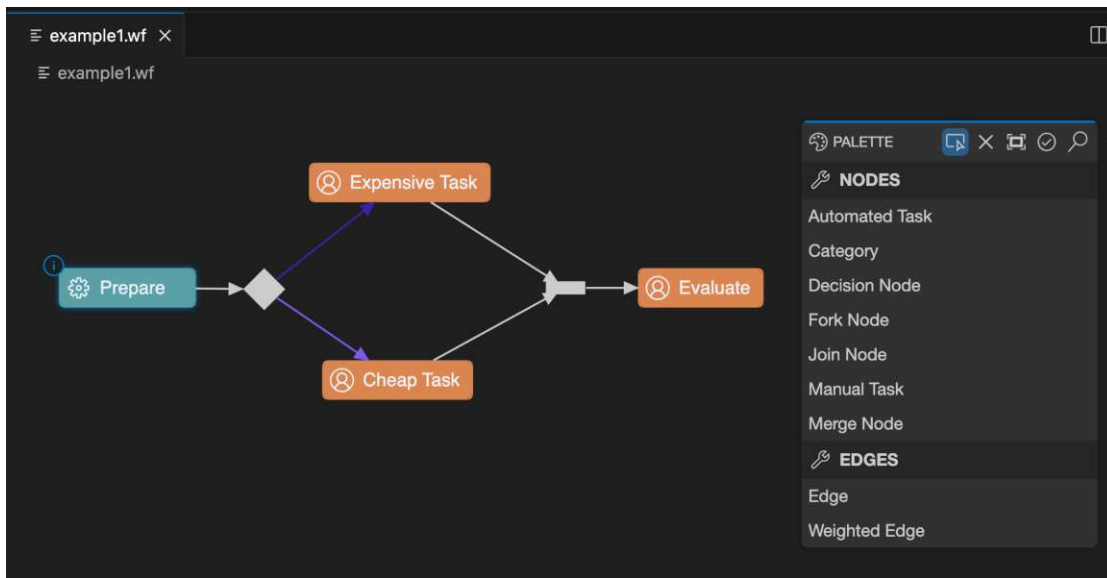 example1.wf
example1.wf
PALETTE
NODES
Automated Task
Category
Decision Node
Fork Node
Join Node
Manual Task
Merge Node
EDGES
Edge
Weighted Edge
Expensive Task
Prepare
Evaluate
Cheap Task